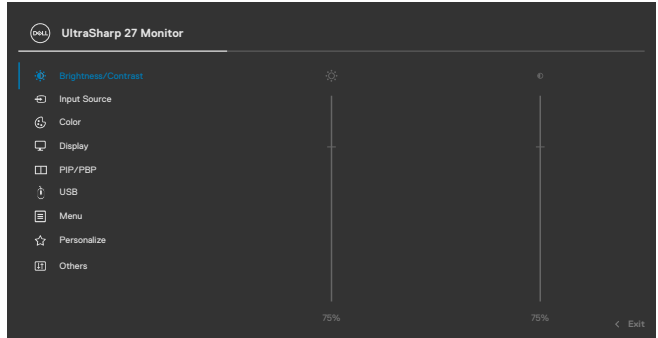 DELL UltraSharp 27 Monitor
Brightness/Contrast
Input Source
Color
Display
PIP/PBP
USB
Menu
Personalize
Others
75% 75%
Exit